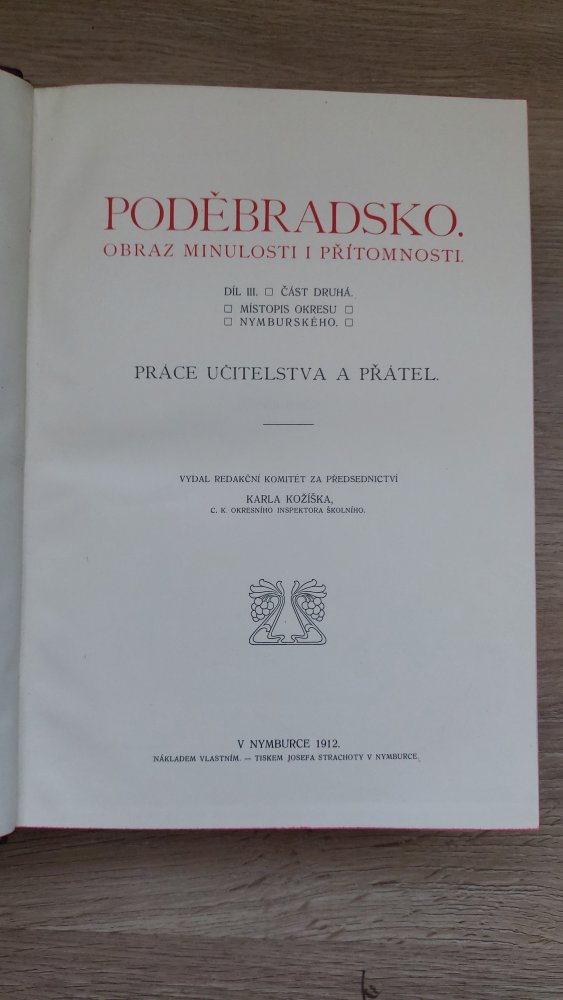 PODĚBRADSKO.
OBRAZ MINULOSTI I PŘÍTOMNOSTI.
DÍL III. □ ČÁST DRUHÁ.
□ MÍSTOPIS OKRESU □
□ NYMBURSKÉHO. □
PRÁCE UČITELSTVA A PŘÁTEL.
VYDAL REDAKČNÍ KOMITÉT ZA PŘEDSEDNICTVÍ
KARLA KOŽÍŠKA,
C. K. OKRESNÍHO INSPEKTORA ŠKOLNÍHO.
V NYMBURCE 1912.
NÁKLADEM VLASTNÍM. — TISKEM JOSEFA STRACHOTY V NYMBURCE.